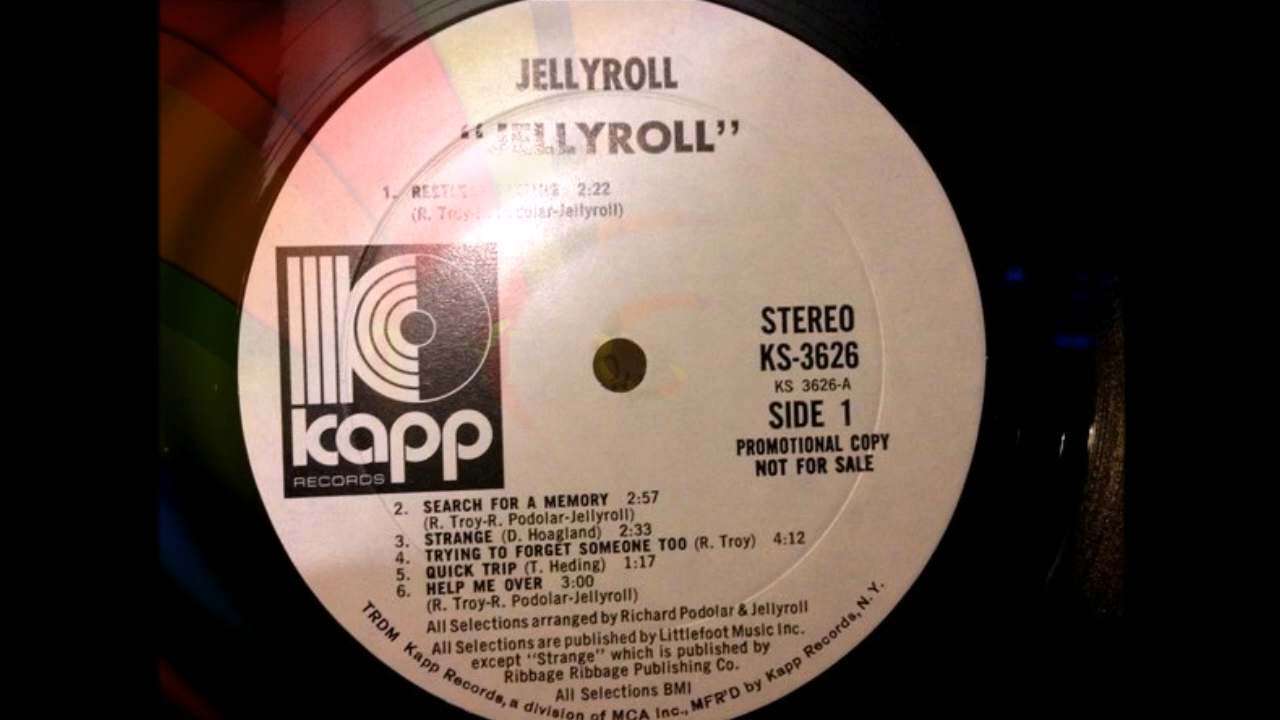 JELLYROLL
“JELLYROLL”
1. 2:22
(R. Troy-R. Podolar-Jellyroll)
kapp
RECORDS
STEREO
KS-3626
KS 3626-A
SIDE 1
PROMOTIONAL COPY
NOT FOR SALE
2. SEARCH FOR A MEMORY 2:57
(R. Troy-R. Podolar-Jellyroll)
3. STRANGE (D. Hoagland) 2:33
4. TRYING TO FORGET SOMEONE TOO (R. Troy) 4:12
5. QUICK TRIP (T. Heding) 1:17
6. HELP ME OVER 3:00
(R. Troy-R. Podolar-Jellyroll)
All Selections arranged by Richard Podolar & Jellyroll
All Selections are published by Littlefoot Music Inc.
except “Strange” which is published by
Ribbage Ribbage Publishing Co.
All Selections BMI
TRDM Kapp Records, a division of MCA Inc., MFR'D by Kapp Records, N.Y.